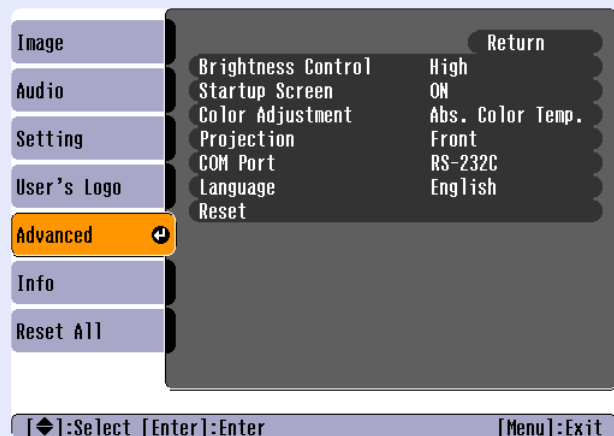 Image
Audio
Setting
User's Logo
Advanced
Info
Reset All
Return
Brightness Control High
Startup Screen ON
Color Adjustment Abs. Color Temp.
Projection Front
COM Port RS-232C
Language English
Reset
[◆]:Select [Enter]:Enter [Menu]:Exit